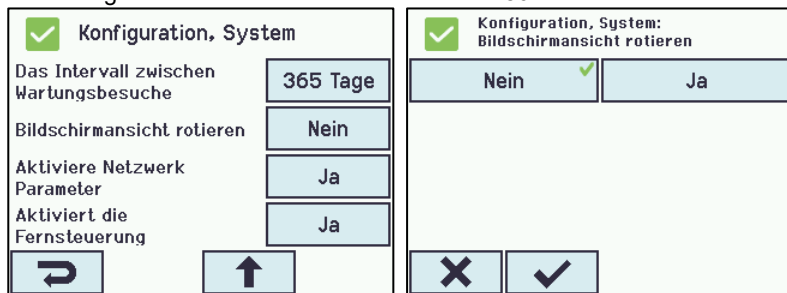 Konfiguration, System
Das Intervall zwischen
Wartungsbesuche
365 Tage
Bildschirmansicht rotieren
Nein
Aktiviere Netzwerk
Parameter
Ja
Aktiviert die
Fernsteuerung
Ja
Konfiguration, System:
Bildschirmansicht rotieren
Nein
Ja